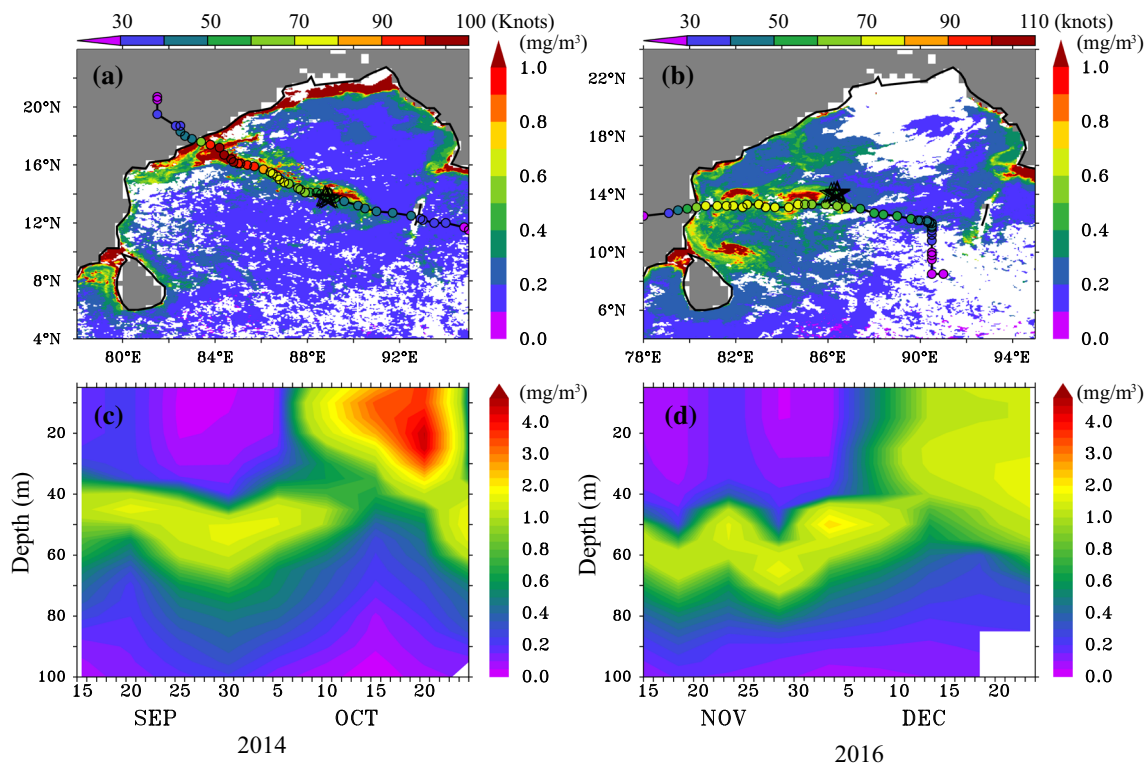 30 50 70 90 100 (Knots)
30 50 70 90 110 (knots)
(mg/m³)
(mg/m³)
(a)
20°N
16°N
12°N
8°N
4°N
80°E 84°E 88°E 92°E
1.0
0.8
0.6
0.4
0.2
0.0
(b)
22°N
18°N
14°N
10°N
6°N
78°E 82°E 86°E 90°E 94°E
1.0
0.8
0.6
0.4
0.2
0.0
(mg/m³)
(mg/m³)
(c)
Depth (m)
20
40
60
80
100
15 20 25 30 5 10 15 20
SEP OCT
2014
4.0
3.0
2.0
1.0
0.6
0.4
0.2
0.0
(d)
Depth (m)
20
40
60
80
100
15 20 25 30 5 10 15 20
NOV DEC
2016
4.0
3.0
2.0
1.0
0.6
0.4
0.2
0.0